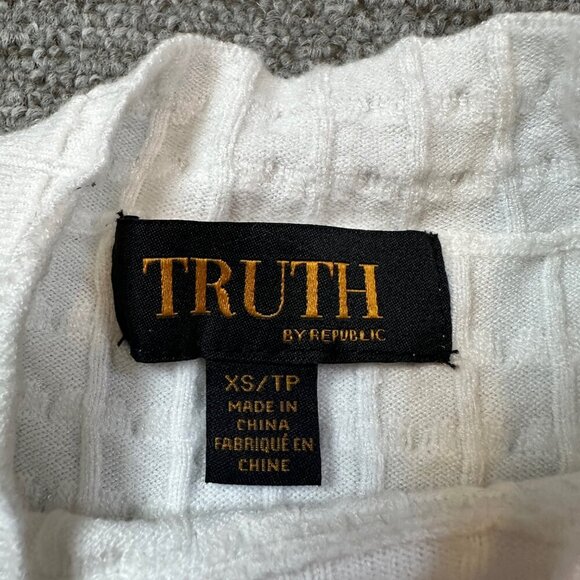 TRUTH
BY REPUBLIC
XS/TP
MADE IN
CHINA
FABRIQUÉ EN
CHINE